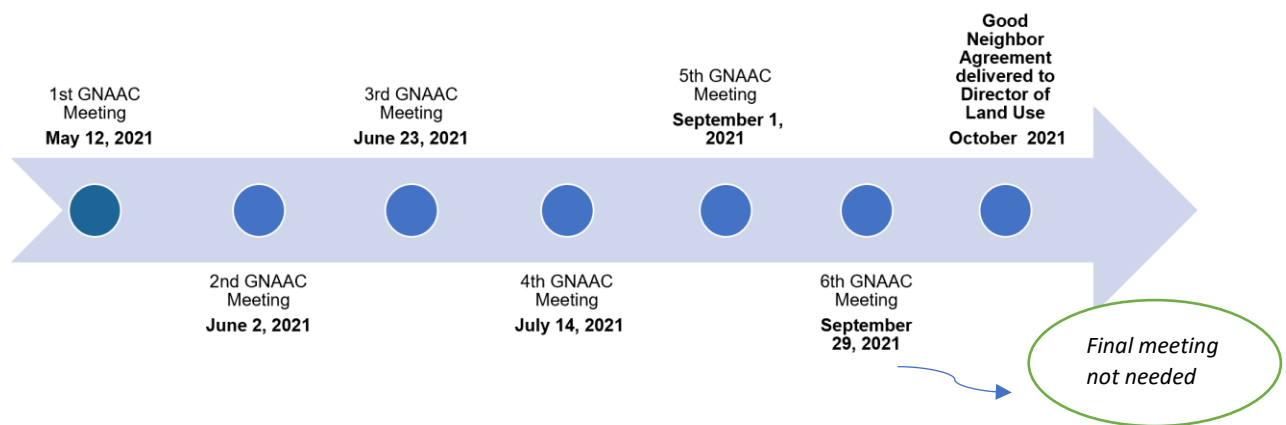 1st GNAAC
Meeting
May 12, 2021
2nd GNAAC
Meeting
June 2, 2021
3rd GNAAC
Meeting
June 23, 2021
4th GNAAC
Meeting
July 14, 2021
5th GNAAC
Meeting
September 1,
2021
6th GNAAC
Meeting
September
29, 2021
Good
Neighbor
Agreement
delivered to
Director of
Land Use
October 2021
Final meeting
not needed